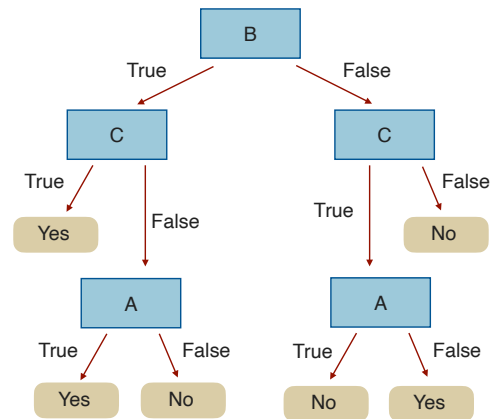 B
True
False
C
C
True
False
True
False
Yes
No
A
A
True
False
True
False
Yes
No
No
Yes